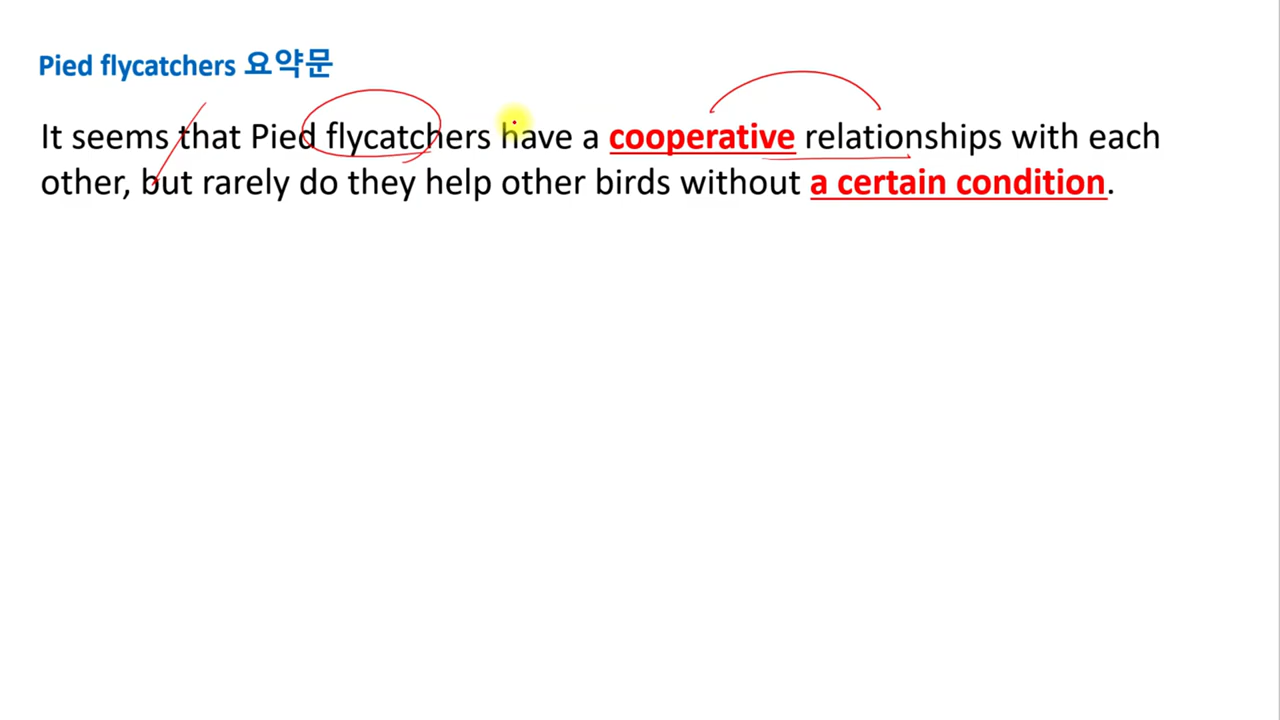 Pied flycatchers 요약문
It seems that Pied flycatchers have a cooperative relationships with each
other, but rarely do they help other birds without a certain condition.